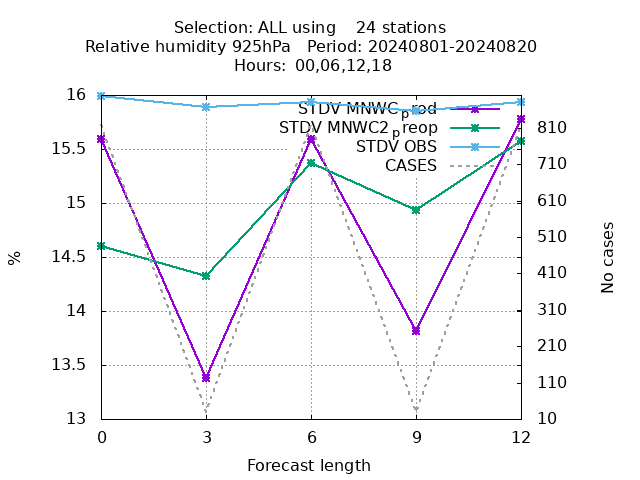 Selection: ALL using    24 stations
Relative humidity 925hPa   Period: 20240801-20240820
Hours: 00,06,12,18
16
15.5
15
14.5
14
13.5
13
%
STDV MNWC_prod
STDV MNWC2_preop
STDV OBS
CASES
810
710
610
510
410
310
210
110
10
No cases
0 3 6 9 12
Forecast length